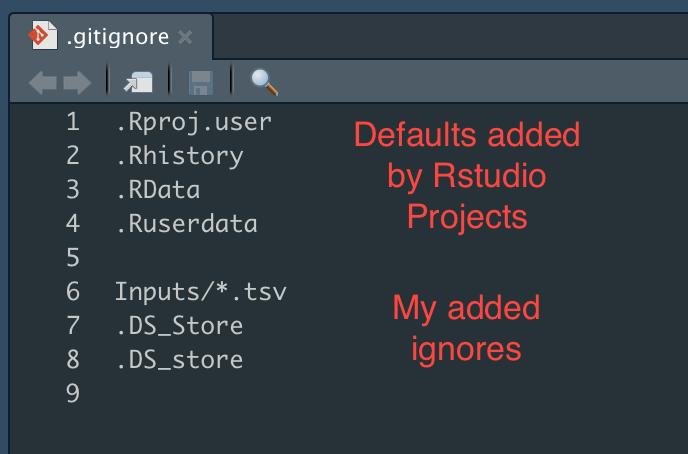 .gitignore
1 .Rproj.user
2 .Rhistory
3 .RData
4 .Ruserdata
5
6 Inputs/*.tsv
7 .DS_Store
8 .DS_store
9
Defaults added
by Rstudio
Projects
My added
ignores